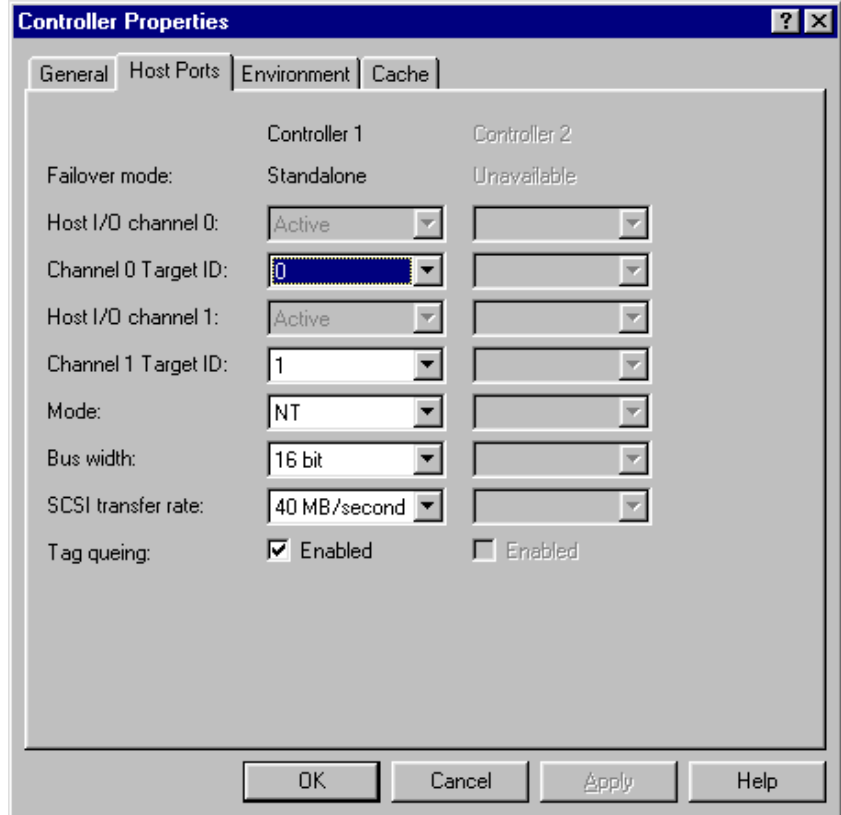 Controller Properties
General Host Ports Environment Cache
Controller 1 Controller 2
Failover mode: Standalone Unavailable
Host I/O channel 0: Active
Channel 0 Target ID: 0
Host I/O channel 1: Active
Channel 1 Target ID: 1
Mode: NT
Bus width: 16 bit
SCSI transfer rate: 40 MB/second
Tag queing: Enabled Enabled
OK Cancel Apply Help